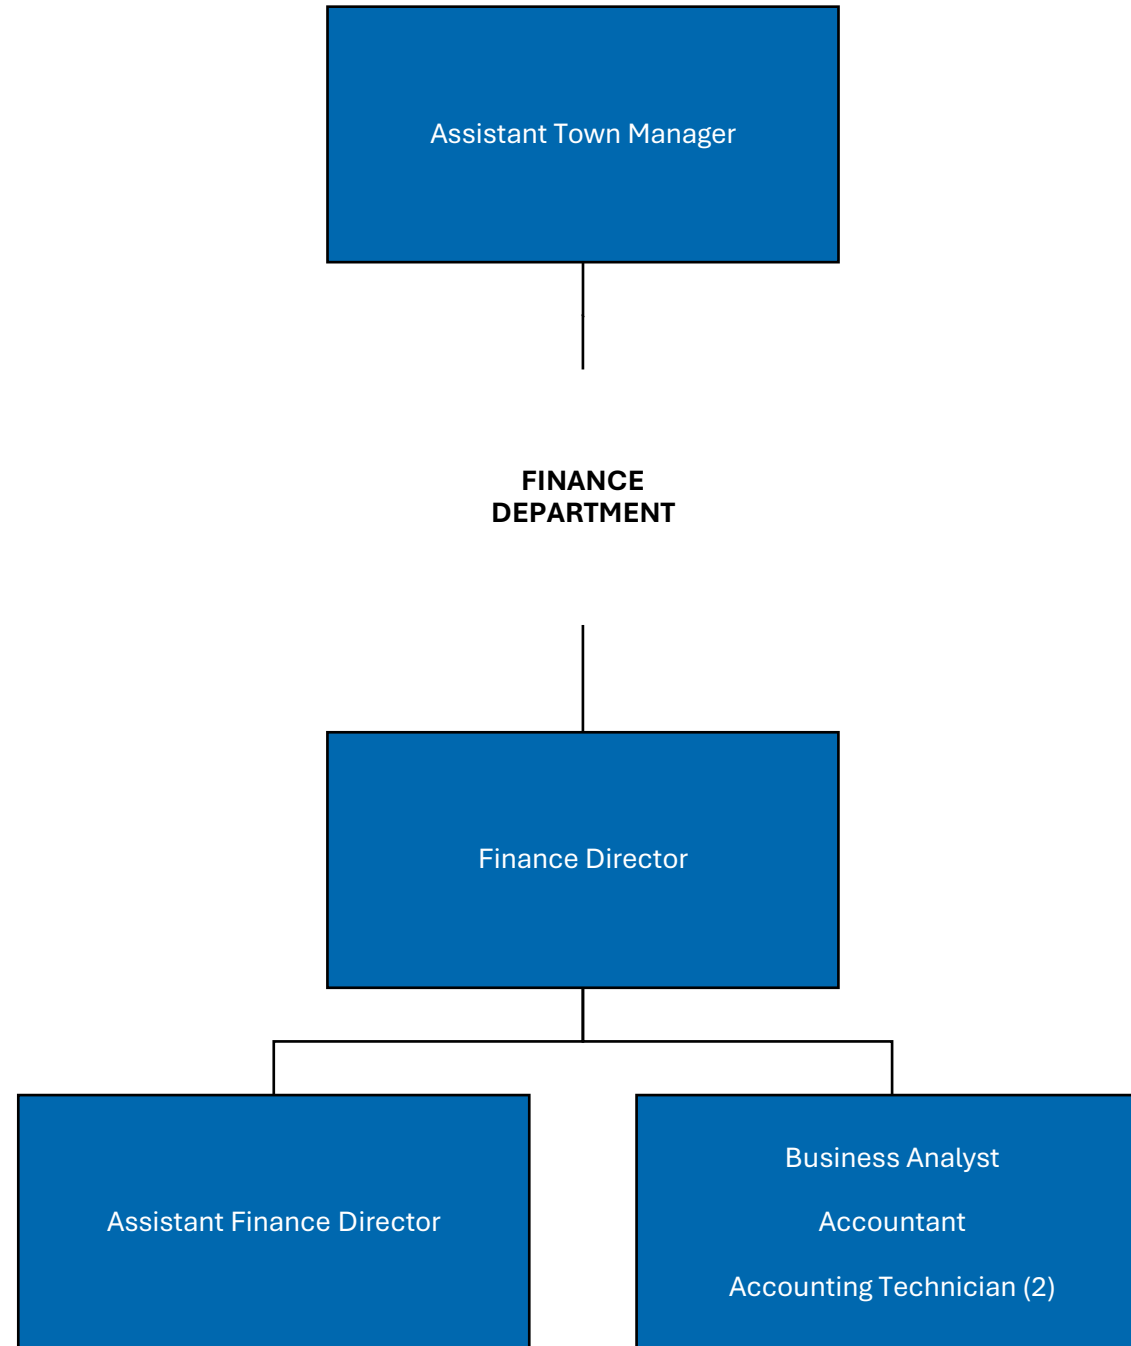 Assistant Town Manager
FINANCE
DEPARTMENT
Finance Director
Assistant Finance Director
Business Analyst
Accountant
Accounting Technician (2)